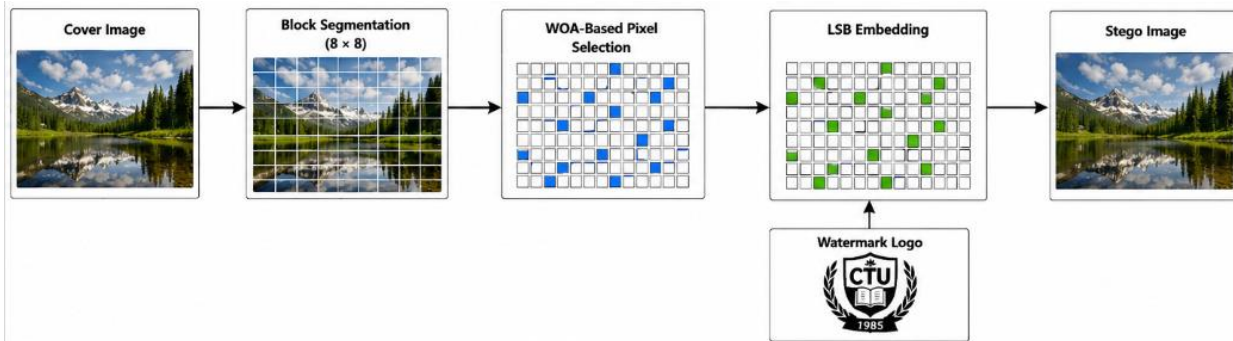 Cover Image
Block Segmentation
(8 × 8)
WOA-Based Pixel
Selection
LSB Embedding
Stego Image
Watermark Logo
CTU
1985